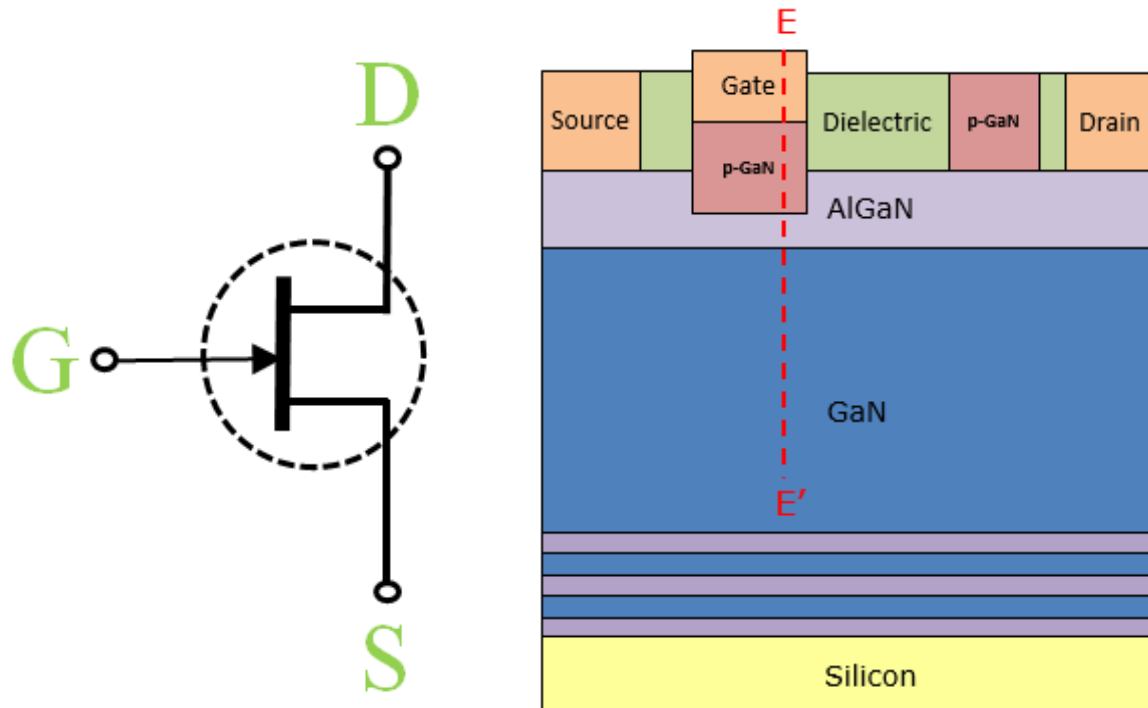 D
G
S
E
Gate
Source
Dielectric
p-GaN
Drain
p-GaN
AlGaN
GaN
E’
Silicon